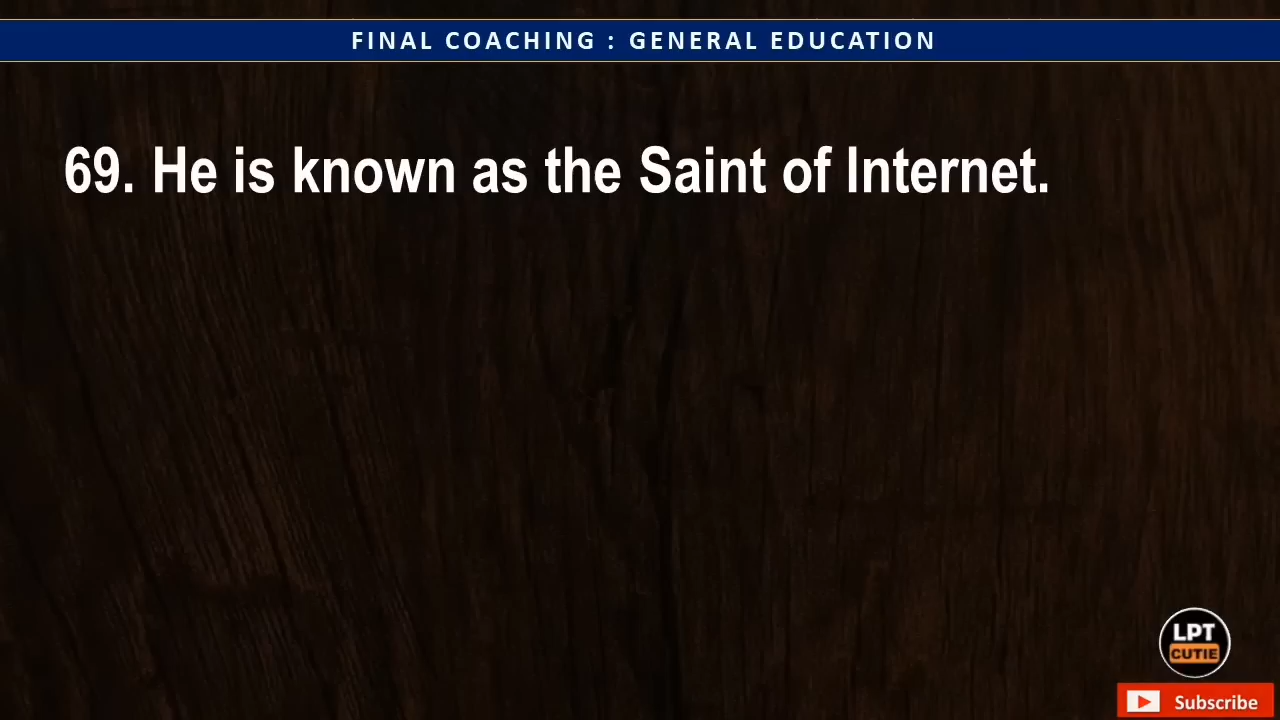 FINAL COACHING : GENERAL EDUCATION
69. He is known as the Saint of Internet.
LPT
CUTIE
Subscribe